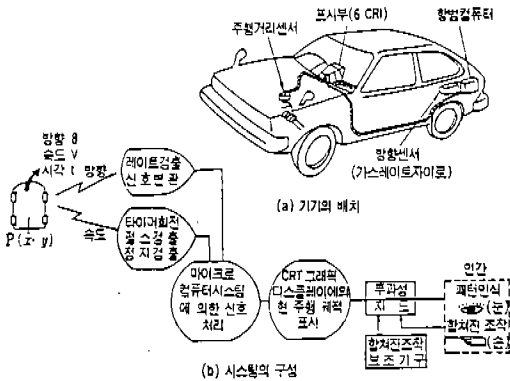 표시부(6 CRI)
항법컴퓨터
주행거리센서
방향센서
(가스레이트자이로)
(a) 기기의 배치
방향 θ
속도 V
시각 t
방향
P(x· y)
속도
레이트검출
신호변환
타이머회전
펄스검출
정지검출
마이크로
컴퓨터시스팀
에 의한 신호
처리
CRT그래픽
디스플레이에의
현 주행 궤적
표시
투과성
지 도
합쳐진조작
보조기구
인간
패턴인식
(눈)
합쳐진 조작
(손)
(b) 시스팀의 구성